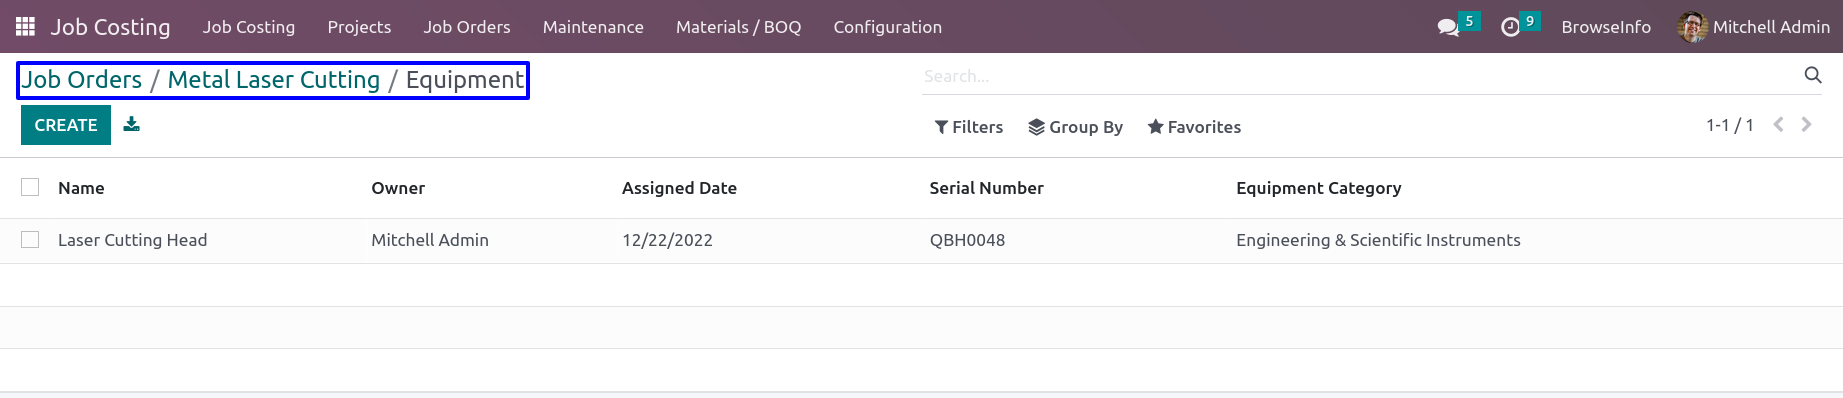 Job Costing Job Costing Projects Job Orders Maintenance Materials / BOQ Configuration 5 9 BrowseInfo Mitchell Admin
Job Orders / Metal Laser Cutting / Equipment Search...
CREATE Filters Group By Favorites 1-1 / 1
Name Owner Assigned Date Serial Number Equipment Category
Laser Cutting Head Mitchell Admin 12/22/2022 QBH0048 Engineering & Scientific Instruments